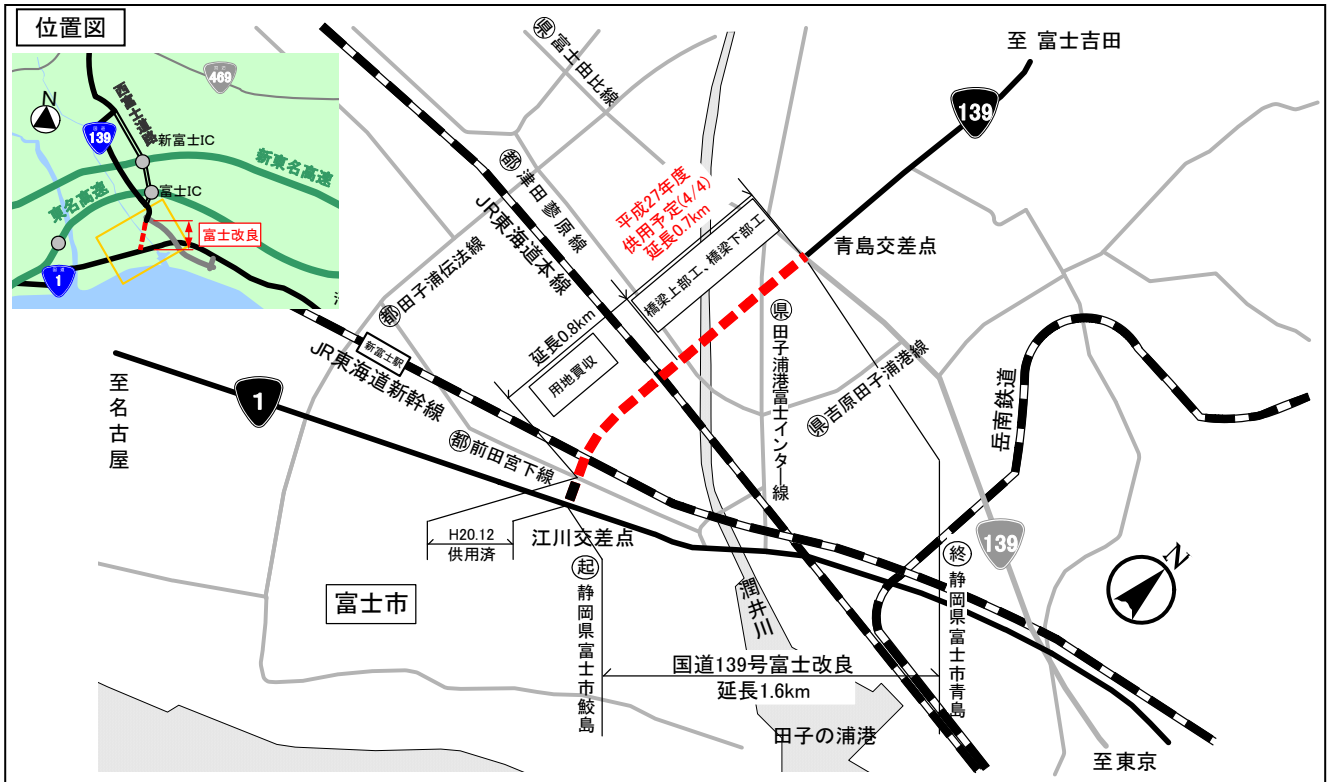 位置図
469
N
西富士道路
国道
139
新富士IC
新東名高速
富士IC
東名高速
富士改良
国道
1
県 富士由比線
至 富士吉田
139
都 津田蓼原線
JR東海道本線
平成27年度
供用予定(4/4)
延長0.7km
橋梁上部工、橋梁下部工
青島交差点
都 田子浦伝法線
延長0.8km
用地買収
県 田子浦港富士インター線
新富士駅
JR東海道新幹線
県 吉原田子浦港線
至名古屋
1
岳南鉄道
都 前田宮下線
H20.12
供用済
江川交差点
139
起 静岡県富士市鮫島
終 静岡県富士市青島
N
潤井川
富士市
国道139号富士改良
延長1.6km
田子の浦港
至東京